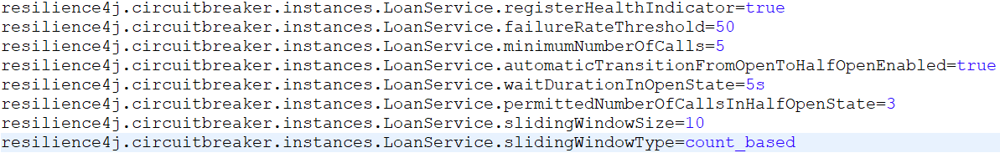 resilience4j.circuitbreaker.instances.LoanService.registerHealthIndicator=true
resilience4j.circuitbreaker.instances.LoanService.failureRateThreshold=50
resilience4j.circuitbreaker.instances.LoanService.minimumNumberOfCalls=5
resilience4j.circuitbreaker.instances.LoanService.automaticTransitionFromOpenToHalfOpenEnabled=true
resilience4j.circuitbreaker.instances.LoanService.waitDurationInOpenState=5s
resilience4j.circuitbreaker.instances.LoanService.permittedNumberOfCallsInHalfOpenState=3
resilience4j.circuitbreaker.instances.LoanService.slidingWindowSize=10
resilience4j.circuitbreaker.instances.LoanService.slidingWindowType=count_based